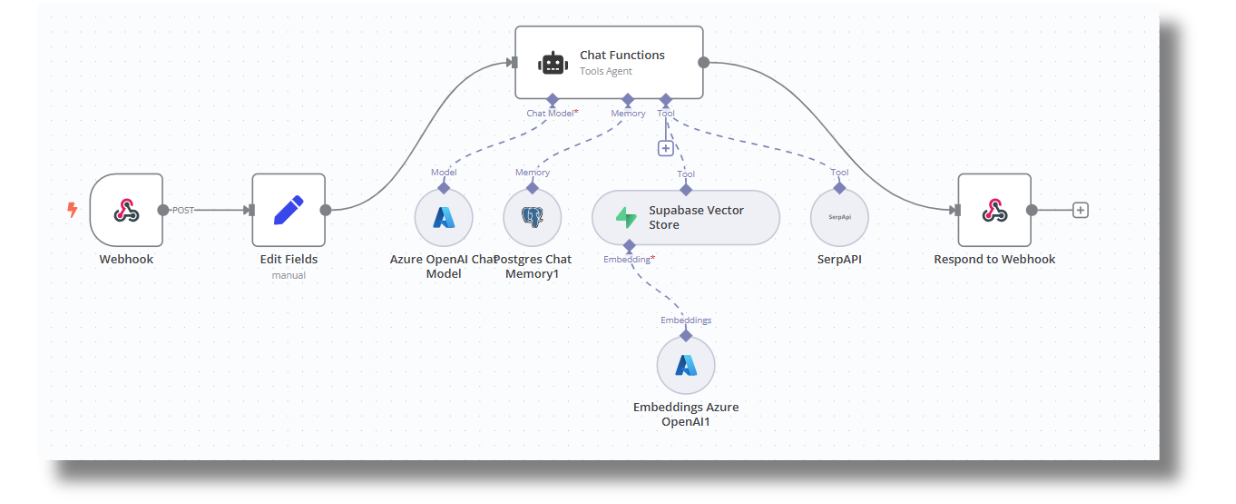 Chat Functions
Tools Agent
Chat Model*
Memory
Tool
Model
Memory
Tool
Tool
POST
Supabase Vector
Store
SerpApi
Webhook
Edit Fields
manual
Azure OpenAI Chat
Model
Postgres Chat
Memory1
Embedding*
SerpAPI
Respond to Webhook
Embeddings
Embeddings Azure
OpenAI1